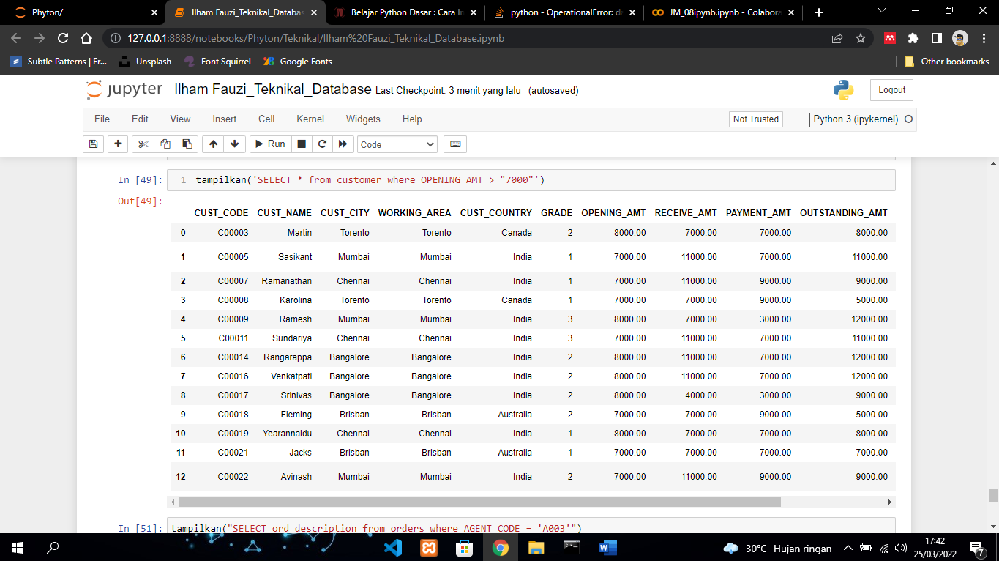 Phyton/
Ilham Fauzi_Teknikal_Databas
Belajar Python Dasar : Cara In
python - OperationalError: da
JM_08ipynb.ipynb - Colabora
127.0.0.1:8888/notebooks/Phyton/Teknikal/Ilham%20Fauzi_Teknikal_Database.ipynb
Subtle Patterns | Fr... Unsplash Font Squirrel Google Fonts Other bookmarks
jupyter Ilham Fauzi_Teknikal_Database Last Checkpoint: 3 menit yang lalu (autosaved) Logout
File Edit View Insert Cell Kernel Widgets Help Not Trusted Python 3 (ipykernel)
Run Code
In [49]: 1 tampilkan('SELECT * from customer where OPENING_AMT > "7000"')
Out[49]:
CUST_CODE CUST_NAME CUST_CITY WORKING_AREA CUST_COUNTRY GRADE OPENING_AMT RECEIVE_AMT PAYMENT_AMT OUTSTANDING_AMT
0 C00003 Martin Torento Torento Canada 2 8000.00 7000.00 7000.00 8000.00
1 C00005 Sasikant Mumbai Mumbai India 1 7000.00 11000.00 7000.00 11000.00
2 C00007 Ramanathan Chennai Chennai India 1 7000.00 11000.00 9000.00 9000.00
3 C00008 Karolina Torento Torento Canada 1 7000.00 7000.00 9000.00 5000.00
4 C00009 Ramesh Mumbai Mumbai India 3 8000.00 7000.00 3000.00 12000.00
5 C00011 Sundariya Chennai Chennai India 3 7000.00 11000.00 7000.00 11000.00
6 C00014 Rangarappa Bangalore Bangalore India 2 8000.00 11000.00 7000.00 12000.00
7 C00016 Venkatpati Bangalore Bangalore India 2 8000.00 11000.00 7000.00 12000.00
8 C00017 Srinivas Bangalore Bangalore India 2 8000.00 4000.00 3000.00 9000.00
9 C00018 Fleming Brisban Brisban Australia 2 7000.00 7000.00 9000.00 5000.00
10 C00019 Yearannaidu Chennai Chennai India 1 8000.00 7000.00 7000.00 8000.00
11 C00021 Jacks Brisban Brisban Australia 1 7000.00 7000.00 7000.00 7000.00
12 C00022 Avinash Mumbai Mumbai India 2 7000.00 11000.00 9000.00 9000.00
In [51]: tampilkan("SELECT ord_description from orders where AGENT_CODE = 'A003'")
30°C Hujan ringan 17:42
25/03/2022
7